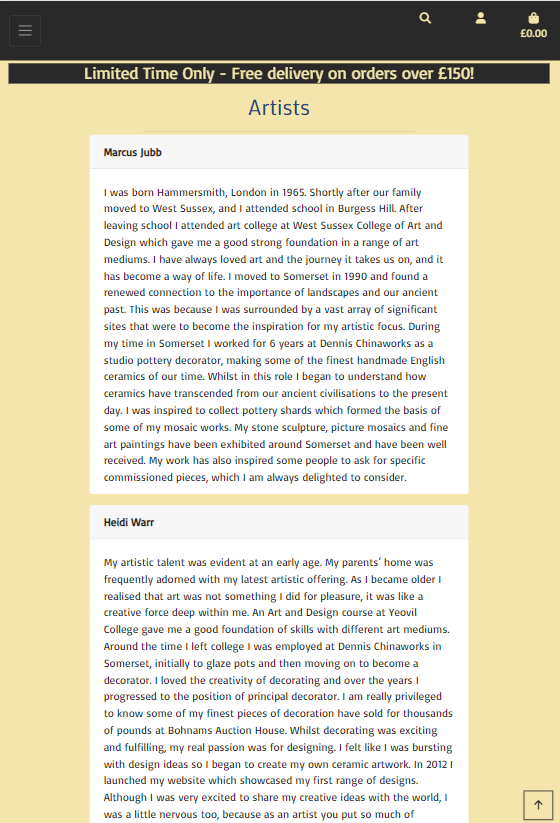 £0.00
Limited Time Only - Free delivery on orders over £150!
Artists
Marcus Jubb
I was born Hammersmith, London in 1965. Shortly after our family
moved to West Sussex, and I attended school in Burgess Hill. After
leaving school I attended art college at West Sussex College of Art and
Design which gave me a good strong foundation in a range of art
mediums. I have always loved art and the journey it takes us on, and it
has become a way of life. I moved to Somerset in 1990 and found a
renewed connection to the importance of landscapes and our ancient
past. This was because I was surrounded by a vast array of significant
sites that were to become the inspiration for my artistic focus. During
my time in Somerset I worked for 6 years at Dennis Chinaworks as a
studio pottery decorator, making some of the finest handmade English
ceramics of our time. Whilst in this role I began to understand how
ceramics have transcended from our ancient civilisations to the present
day. I was inspired to collect pottery shards which formed the basis of
some of my mosaic works. My stone sculpture, picture mosaics and fine
art paintings have been exhibited around Somerset and have been well
received. My work has also inspired some people to ask for specific
commissioned pieces, which I am always delighted to consider.
Heidi Warr
My artistic talent was evident at an early age. My parents' home was
frequently adorned with my latest artistic offering. As I became older I
realised that art was not something I did for pleasure, it was like a
creative force deep within me. An Art and Design course at Yeovil
College gave me a good foundation of skills with different art mediums.
Around the time I left college I was employed at Dennis Chinaworks in
Somerset, initially to glaze pots and then moving on to become a
decorator. I loved the creativity of decorating and over the years I
progressed to the position of principal decorator. I am really privileged
to know some of my finest pieces of decoration have sold for thousands
of pounds at Bohnams Auction House. Whilst decorating was exciting
and fulfilling, my real passion was for designing. I felt like I was bursting
with design ideas so I began to create my own ceramic artwork. In 2012 I
launched my website which showcased my first range of designs.
Although I was very excited to share my creative ideas with the world, I
was a little nervous too, because as an artist you put so much of